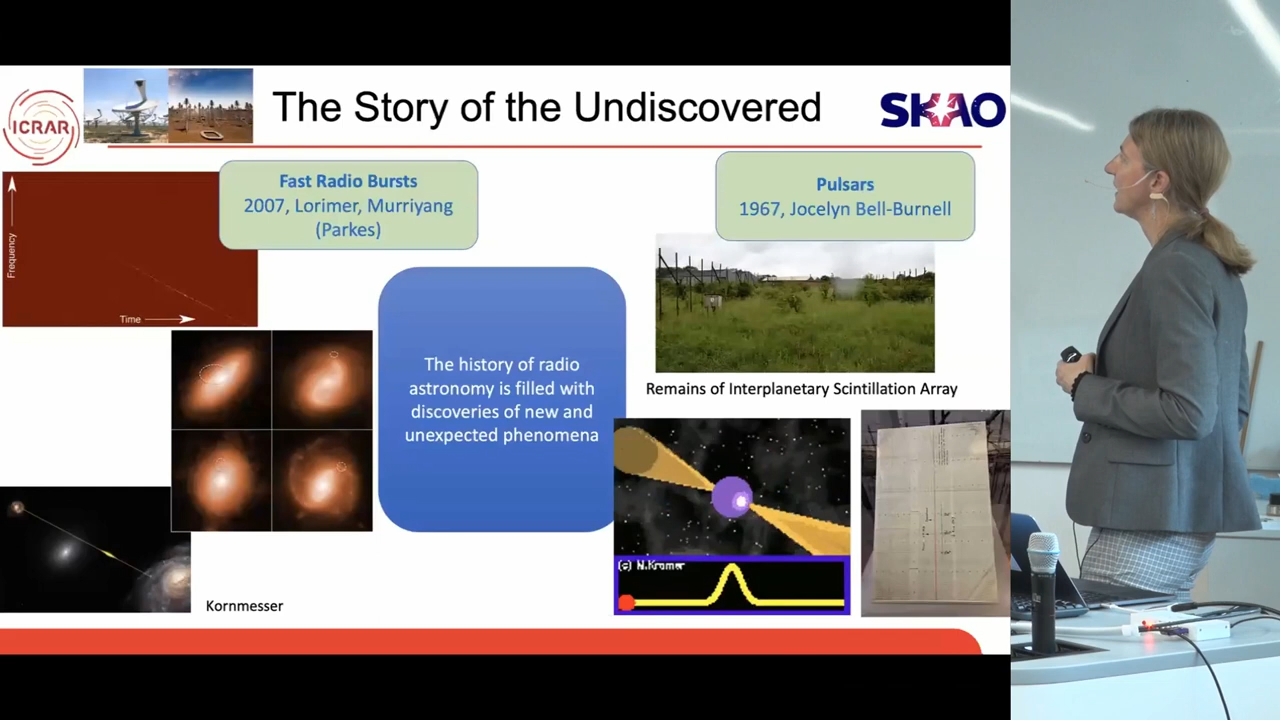 ICRAR
The Story of the Undiscovered
SKAO
Fast Radio Bursts
2007, Lorimer, Murriyang
(Parkes)
Pulsars
1967, Jocelyn Bell-Burnell
Frequency
Time
The history of radio
astronomy is filled with
discoveries of new and
unexpected phenomena
Remains of Interplanetary Scintillation Array
(c) M.Kramer
Kornmesser